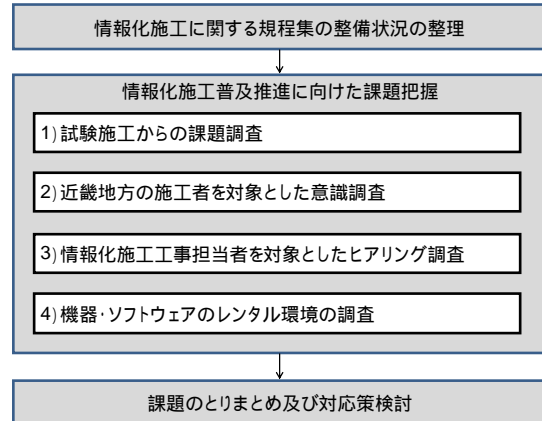 情報化施工に関する規程集の整備状況の整理
情報化施工普及推進に向けた課題把握
1)試験施工からの課題調査
2)近畿地方の施工者を対象とした意識調査
3)情報化施工工事担当者を対象としたヒアリング調査
4)機器・ソフトウェアのレンタル環境の調査
課題のとりまとめ及び対応策検討